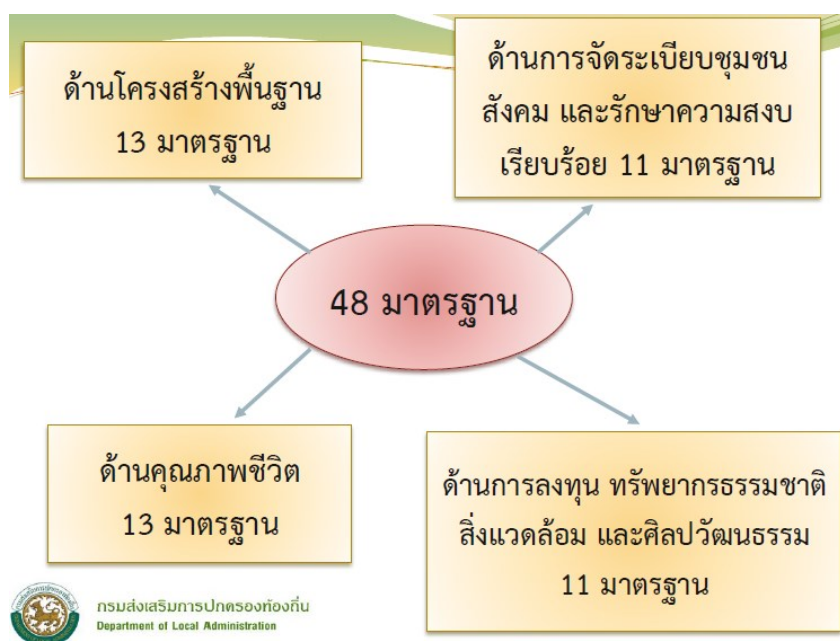 ด้านโครงสร้างพื้นฐาน
13 มาตรฐาน
ด้านการจัดระเบียบชุมชน
สังคม และรักษาความสงบ
เรียบร้อย 11 มาตรฐาน
48 มาตรฐาน
ด้านคุณภาพชีวิต
13 มาตรฐาน
ด้านการลงทุน ทรัพยากรธรรมชาติ
สิ่งแวดล้อม และศิลปวัฒนธรรม
11 มาตรฐาน
กรมส่งเสริมการปกครองท้องถิ่น
Department of Local Administration